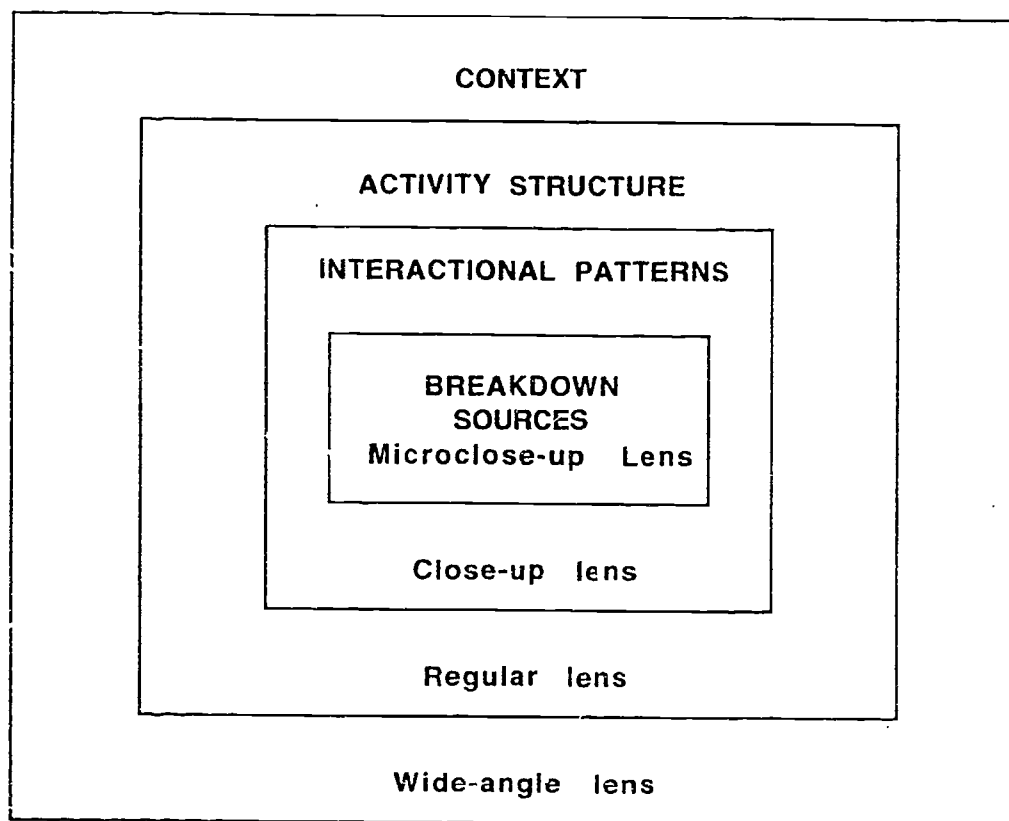 CONTEXT
ACTIVITY STRUCTURE
INTERACTIONAL PATTERNS
BREAKDOWN
SOURCES
Microclose-up Lens
Close-up lens
Regular lens
Wide-angle lens